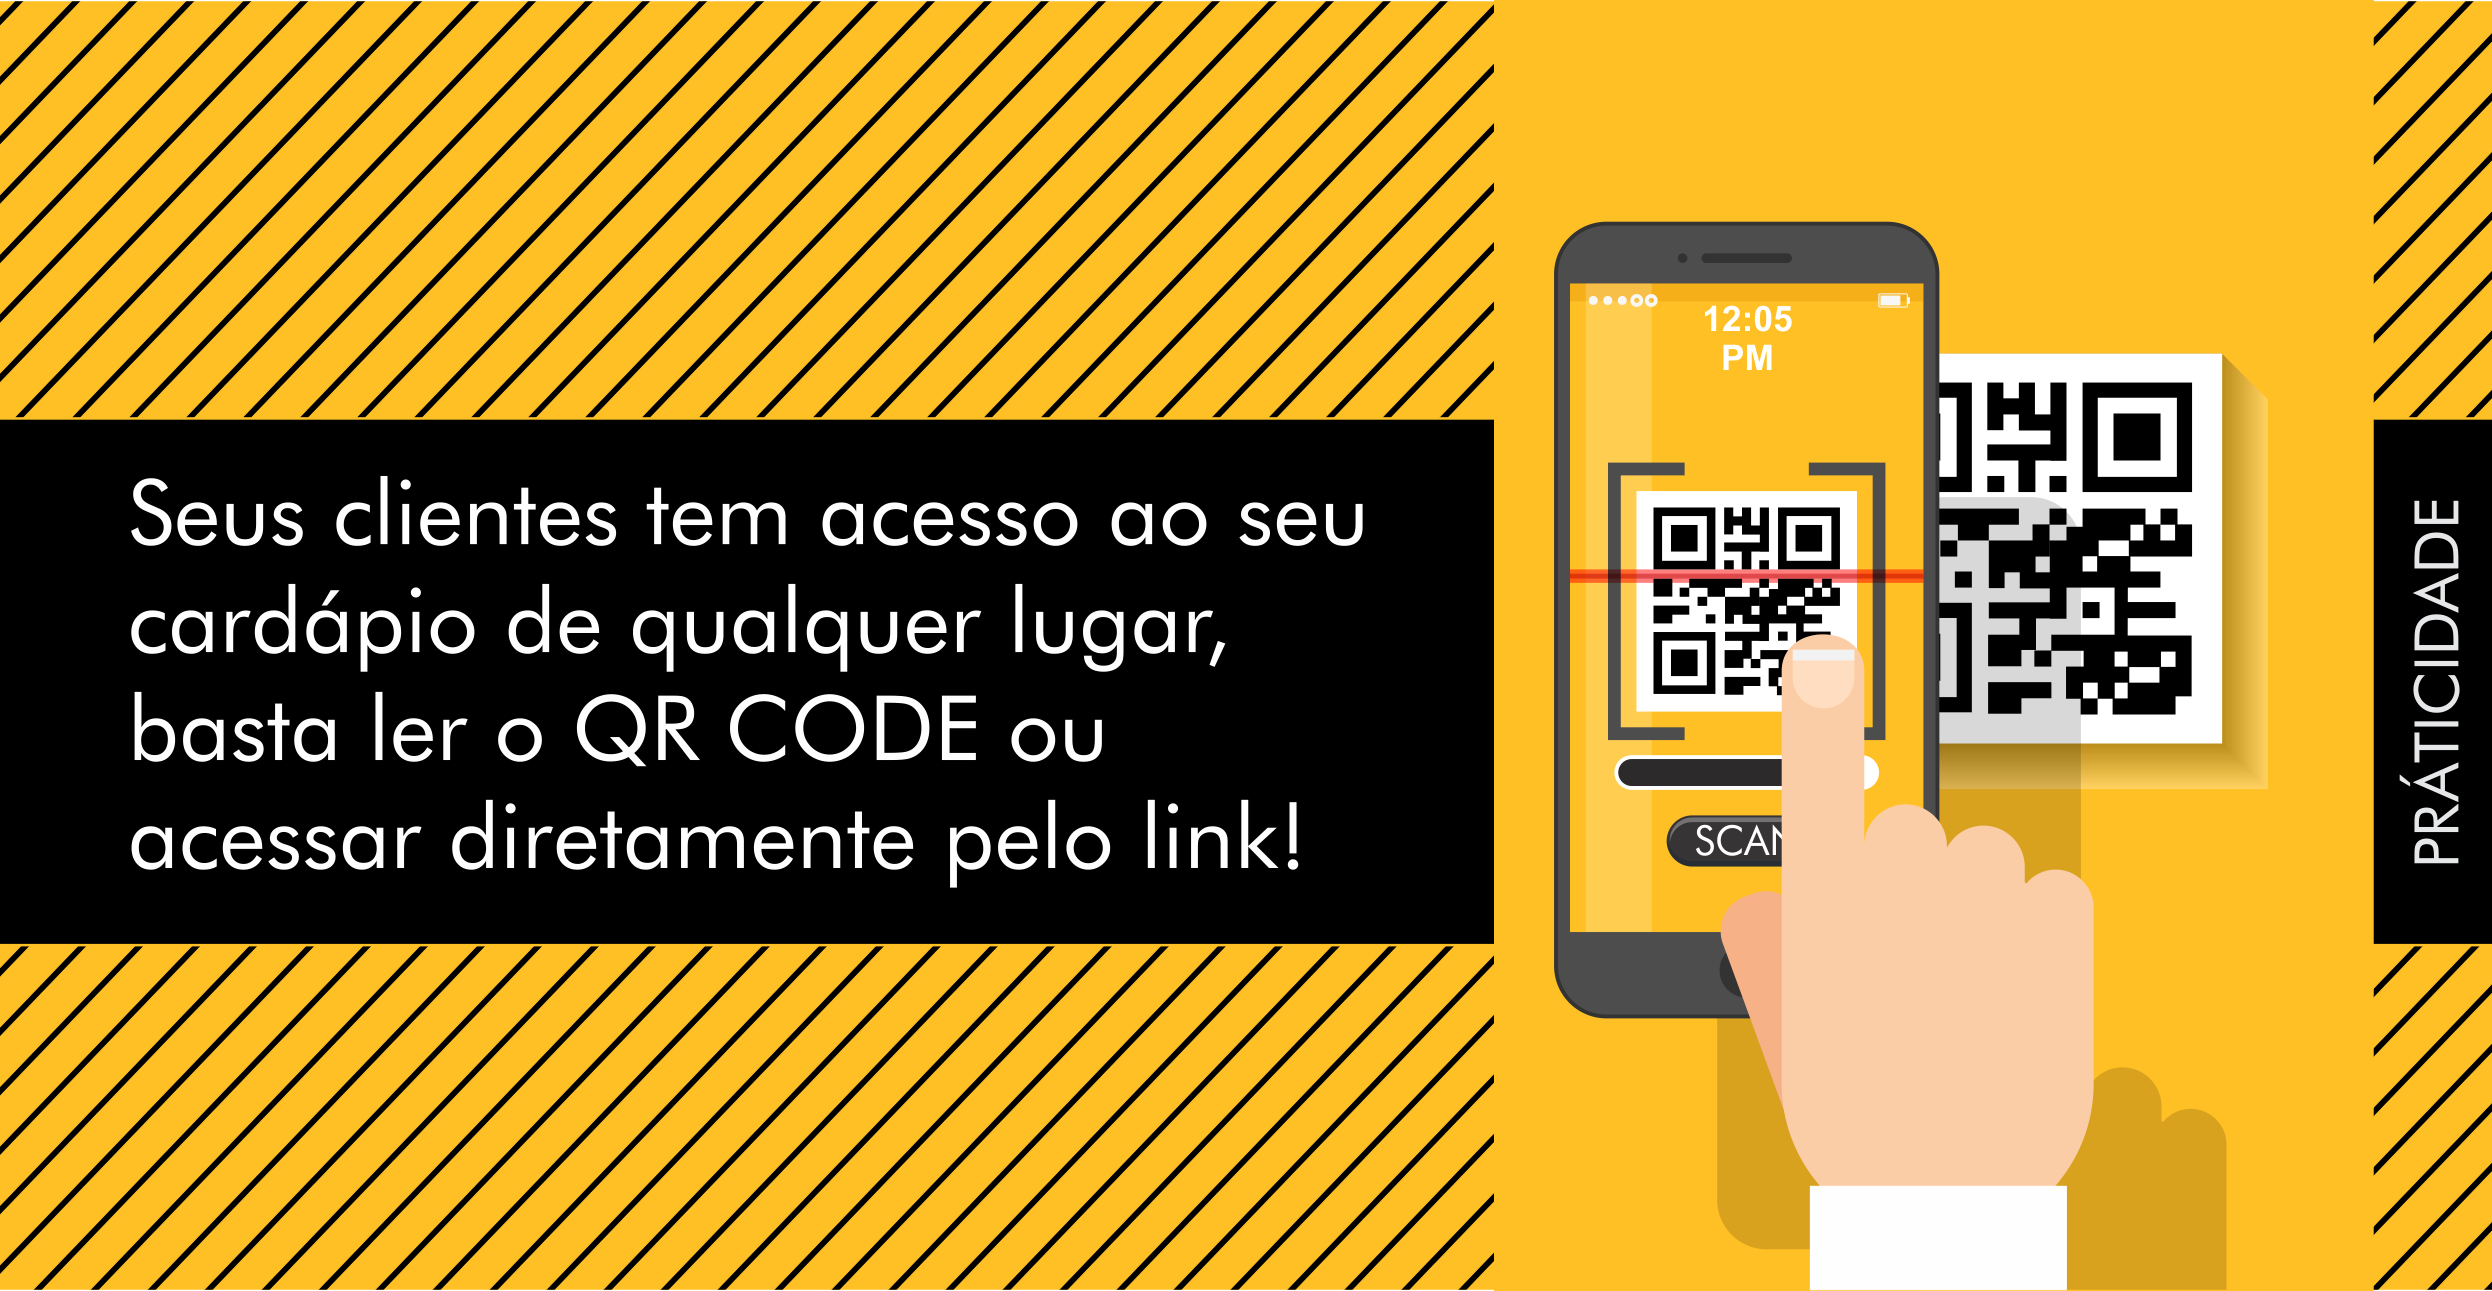 Seus clientes tem acesso ao seu
cardápio de qualquer lugar,
basta ler o QR CODE ou
acessar diretamente pelo link!
12:05
PM
PRÁTICIDADE